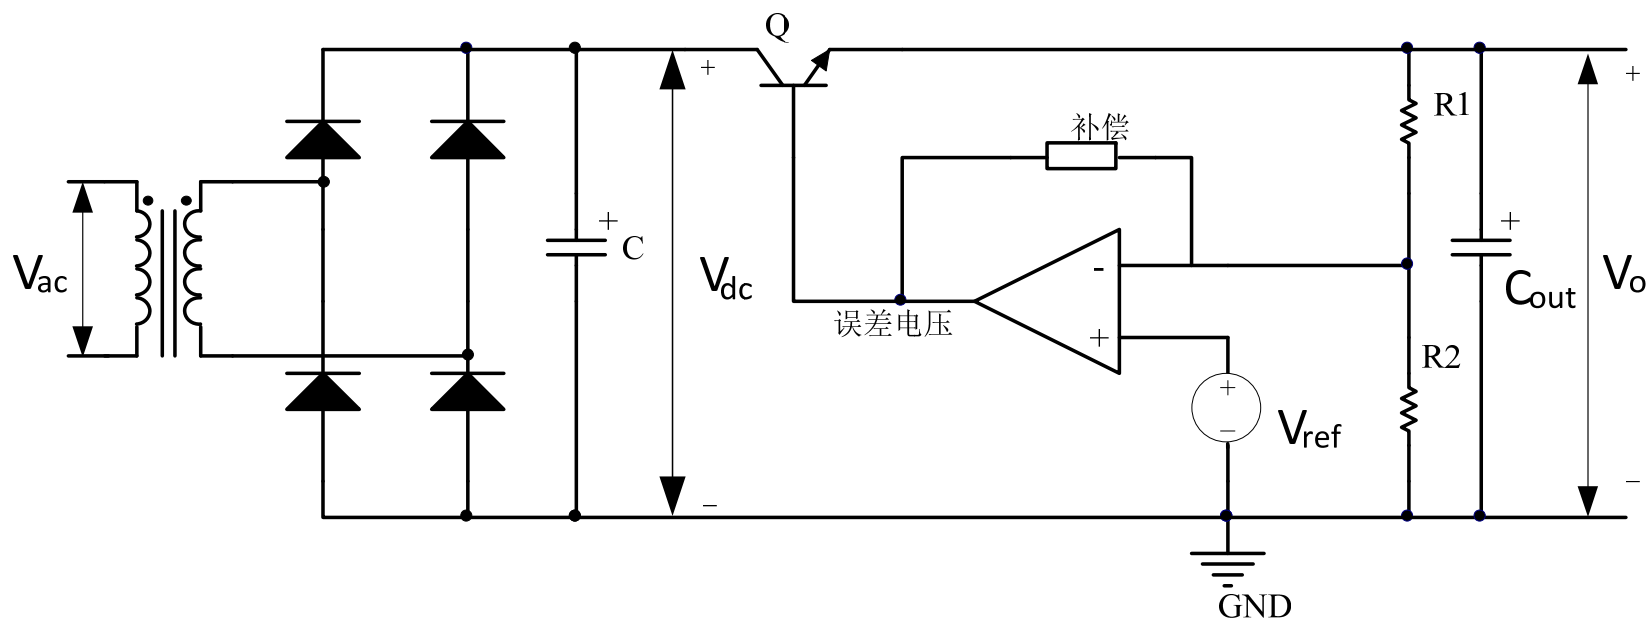 Q
+
+
R1
补偿
+
+
C
-
Vac
Vdc
Cout
Vo
误差电压
+
R2
+
−
Vref
−
−
GND